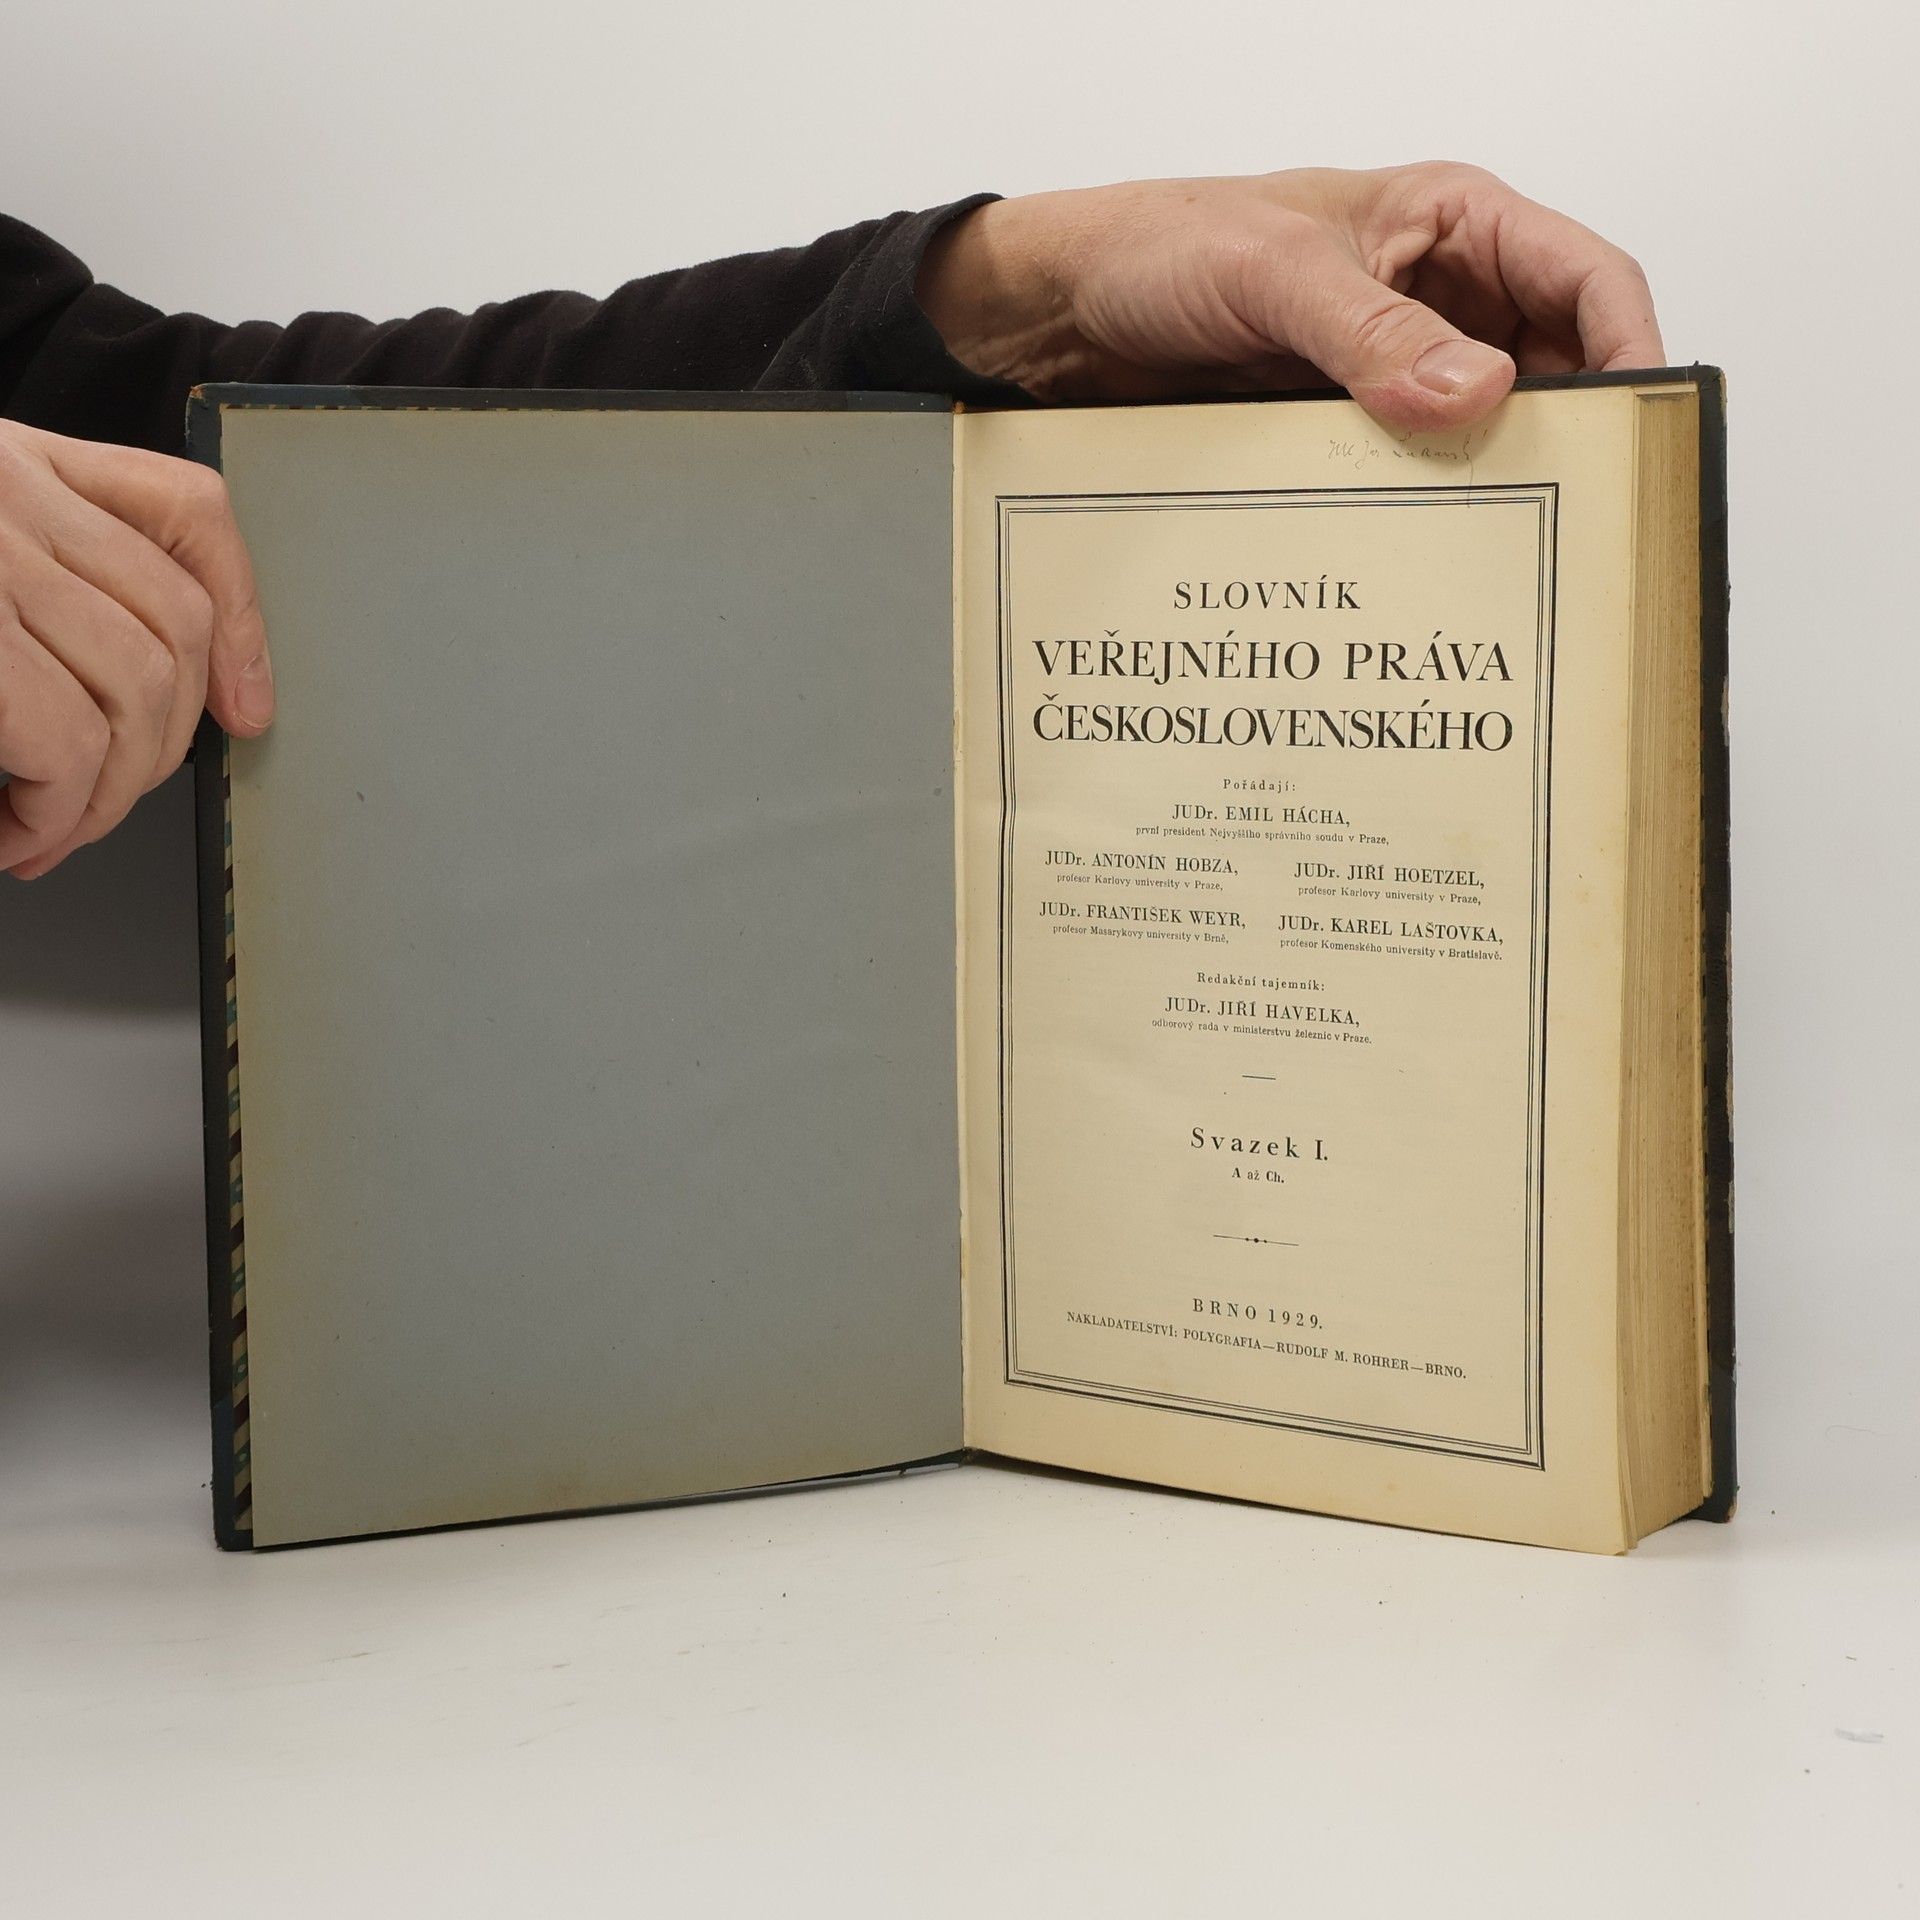 SLOVNÍK
VEŘEJNÉHO PRÁVA
ČESKOSLOVENSKÉHO
Pořádají:
JUDr. EMIL HÁCHA,
první president Nejvyššího správního soudu v Praze,
JUDr. ANTONÍN HOBZA,
profesor Karlovy university v Praze,
JUDr. JIŘÍ HOETZEL,
profesor Karlovy university v Praze,
JUDr. FRANTIŠEK WEYR,
profesor Masarykovy university v Brně,
JUDr. KAREL LAŠTOVKA,
profesor Komenského university v Bratislavě.
Redakční tajemník:
JUDr. JIŘÍ HAVELKA,
odborový rada v ministerstvu železnic v Praze.
Svazek I.
A až Ch.
BRNO 1929.
NAKLADATELSTVÍ: POLYGRAFIA—RUDOLF M. ROHRER—BRNO.